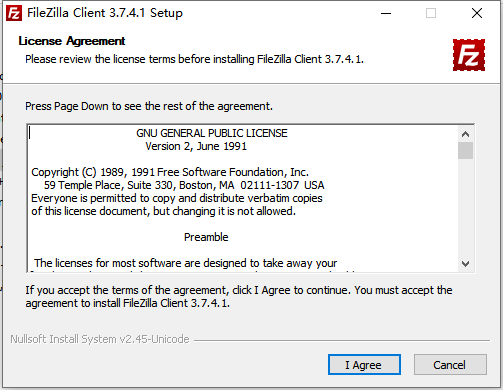 FileZilla Client 3.7.4.1 Setup
License Agreement
Please review the license terms before installing FileZilla Client 3.7.4.1.
Fz
Press Page Down to see the rest of the agreement.
GNU GENERAL PUBLIC LICENSE
Version 2, June 1991
Copyright (C) 1989, 1991 Free Software Foundation, Inc.
59 Temple Place, Suite 330, Boston, MA 02111-1307 USA
Everyone is permitted to copy and distribute verbatim copies
of this license document, but changing it is not allowed.
Preamble
The licenses for most software are designed to take away your
If you accept the terms of the agreement, click I Agree to continue. You must accept the
agreement to install FileZilla Client 3.7.4.1.
Nullsoft Install System v2.45-Unicode
I Agree
Cancel